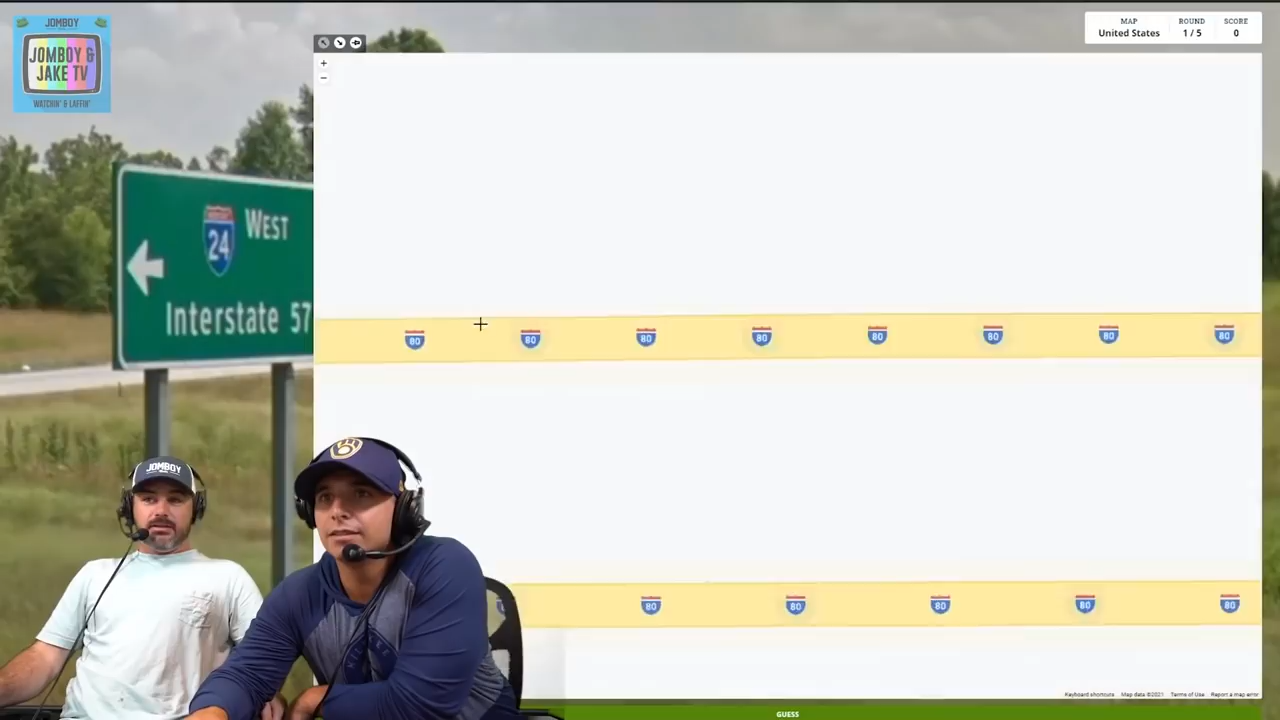 JOMBOY
JOMBOY &
JAKE TV
WATCHIN' & LAFFIN'
MAP
United States
ROUND
1 / 5
SCORE
0
+
−
24
WEST
Interstate 57
80 80 80 80 80 80 80 80
80 80 80 80 80
JOMBOY
Keyboard shortcuts Map data ©2021 Terms of Use Report a map error
GUESS